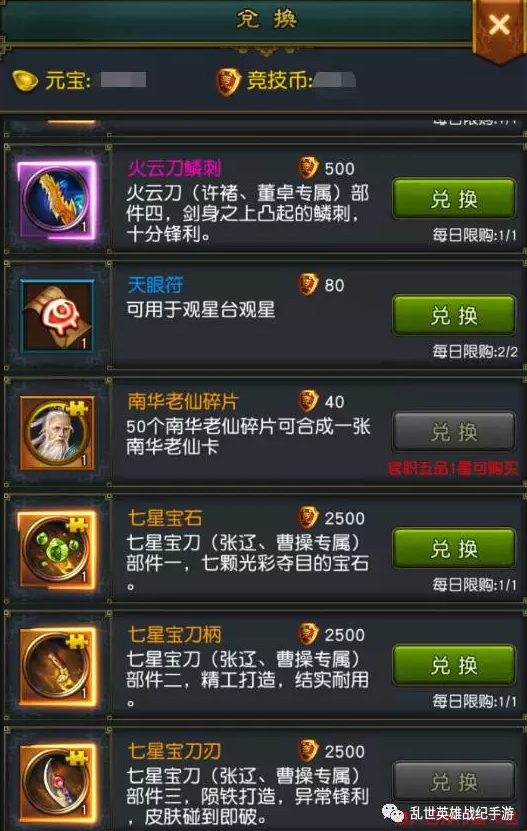 兑换
元宝:
竞技币:
每日限购:1/1
火云刀鳞刺
500
火云刀（许褚、董卓专属）部
件四，剑身之上凸起的鳞刺，
十分锋利。
1
兑换
每日限购:1/1
天眼符
80
可用于观星台观星
1
兑换
每日限购:2/2
南华老仙碎片
40
50个南华老仙碎片可合成一张
南华老仙卡
1
兑换
官职五品1星可购买
七星宝石
2500
七星宝刀（张辽、曹操专属）
部件一，七颗光彩夺目的宝石
。
1
兑换
每日限购:1/1
七星宝刀柄
2500
七星宝刀（张辽、曹操专属）
部件二，精工打造，结实耐用
。
1
兑换
每日限购:1/1
七星宝刀刃
2500
七星宝刀（张辽、曹操专属）
部件三，陨铁打造，异常锋利
，皮肤碰到即破。
1
兑换
乱世英雄战纪手游